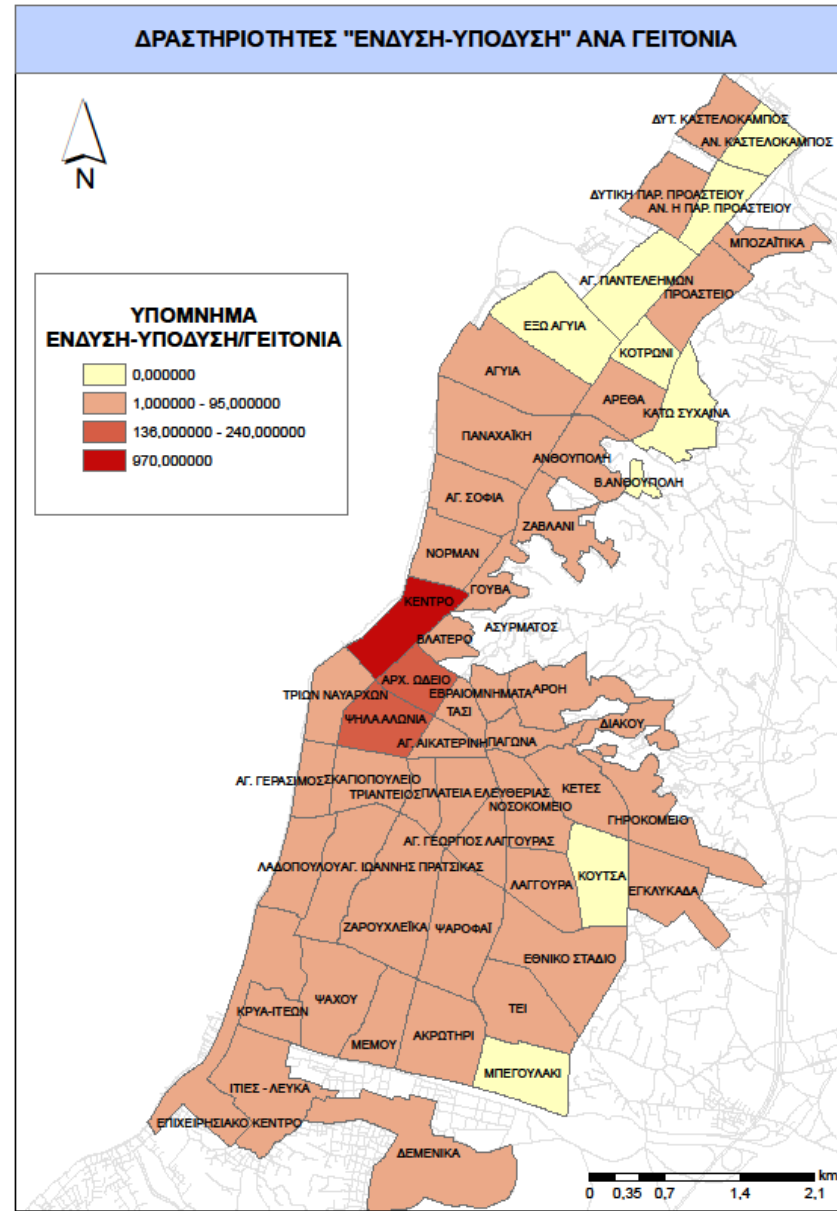 ΔΡΑΣΤΗΡΙΟΤΗΤΕΣ "ΕΝΔΥΣΗ-ΥΠΟΔΥΣΗ" ΑΝΑ ΓΕΙΤΟΝΙΑ
N
ΥΠΟΜΝΗΜΑ
ΕΝΔΥΣΗ-ΥΠΟΔΥΣΗ/ΓΕΙΤΟΝΙΑ
0,000000
1,000000 - 95,000000
136,000000 - 240,000000
970,000000
ΔΥΤ. ΚΑΣΤΕΛΟΚΑΜΠΟΣ
ΑΝ. ΚΑΣΤΕΛΟΚΑΜΠΟΣ
ΔΥΤΙΚΗ ΠΑΡ. ΠΡΟΑΣΤΕΙΟΥ
ΑΝ. Η ΠΑΡ. ΠΡΟΑΣΤΕΙΟΥ
ΜΠΟΖΑΪΤΙΚΑ
ΑΓ. ΠΑΝΤΕΛΕΗΜΩΝ
ΠΡΟΑΣΤΕΙΟ
ΕΞΩ ΑΓΥΙΑ
ΚΟΤΡΩΝΙ
ΑΓΥΙΑ
ΑΡΕΘΑ
ΚΑΤΩ ΣΥΧΑΙΝΑ
ΠΑΝΑΧΑΪΚΗ
ΑΝΘΟΥΠΟΛΗ
Β.ΑΝΘΟΥΠΟΛΗ
ΑΓ. ΣΟΦΙΑ
ΖΑΒΛΑΝΙ
ΝΟΡΜΑΝ
ΓΟΥΒΑ
ΚΕΝΤΡΟ
ΑΣΥΡΜΑΤΟΣ
ΒΛΑΤΕΡΟ
ΑΡΧ. ΩΔΕΙΟ
ΕΒΡΑΙΟΜΝΗΜΑΤΑ
ΑΡΟΗ
ΤΡΙΩΝ ΝΑΥΑΡΧΩΝ
ΤΑΣΙ
ΨΗΛΑ ΑΛΩΝΙΑ
ΔΙΑΚΟΥ
ΑΓ. ΑΙΚΑΤΕΡΙΝΗ
ΠΑΓΩΝΑ
ΑΓ. ΓΕΡΑΣΙΜΟΣ
ΣΚΑΓΙΟΠΟΥΛΕΙΟ
ΤΡΙΑΝΤΕΙΟΣ
ΠΛΑΤΕΙΑ ΕΛΕΥΘΕΡΙΑΣ
ΚΕΤΕΣ
ΝΟΣΟΚΟΜΕΙΟ
ΓΗΡΟΚΟΜΕΙΟ
ΑΓ. ΓΕΩΡΓΙΟΣ ΛΑΓΓΟΥΡΑΣ
ΛΑΔΟΠΟΥΛΟΥ
ΑΓ. ΙΩΑΝΝΗΣ ΠΡΑΤΣΙΚΑΣ
ΚΟΥΤΣΑ
ΛΑΓΓΟΥΡΑ
ΕΓΚΛΥΚΑΔΑ
ΖΑΡΟΥΧΛΕΪΚΑ
ΨΑΡΟΦΑΪ
ΕΘΝΙΚΟ ΣΤΑΔΙΟ
ΨΑΧΟΥ
ΚΡΥΑ-ΙΤΕΩΝ
ΤΕΙ
ΑΚΡΩΤΗΡΙ
ΜΕΜΟΥ
ΜΠΕΓΟΥΛΑΚΙ
ΙΤΙΕΣ - ΛΕΥΚΑ
ΕΠΙΧΕΙΡΗΣΙΑΚΟ ΚΕΝΤΡΟ
ΔΕΜΕΝΙΚΑ
km
0 0,35 0,7 1,4 2,1